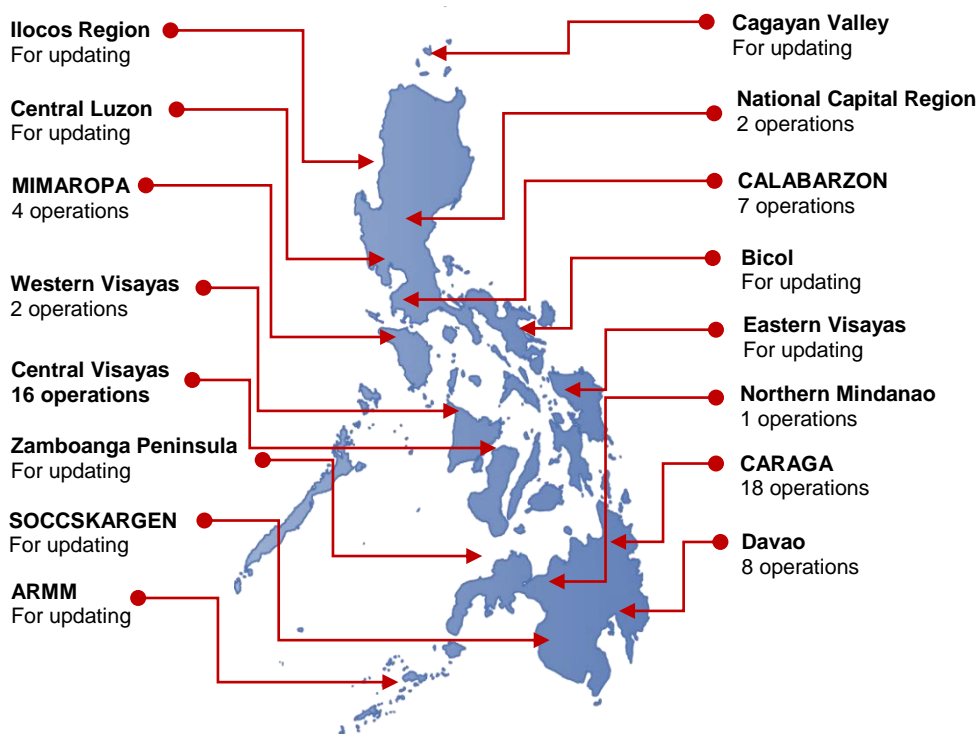 Ilocos Region
For updating
Central Luzon
For updating
MIMAROPA
4 operations
Western Visayas
2 operations
Central Visayas
16 operations
Zamboanga Peninsula
For updating
SOCCSKARGEN
For updating
ARMM
For updating
Cagayan Valley
For updating
National Capital Region
2 operations
CALABARZON
7 operations
Bicol
For updating
Eastern Visayas
For updating
Northern Mindanao
1 operations
CARAGA
18 operations
Davao
8 operations